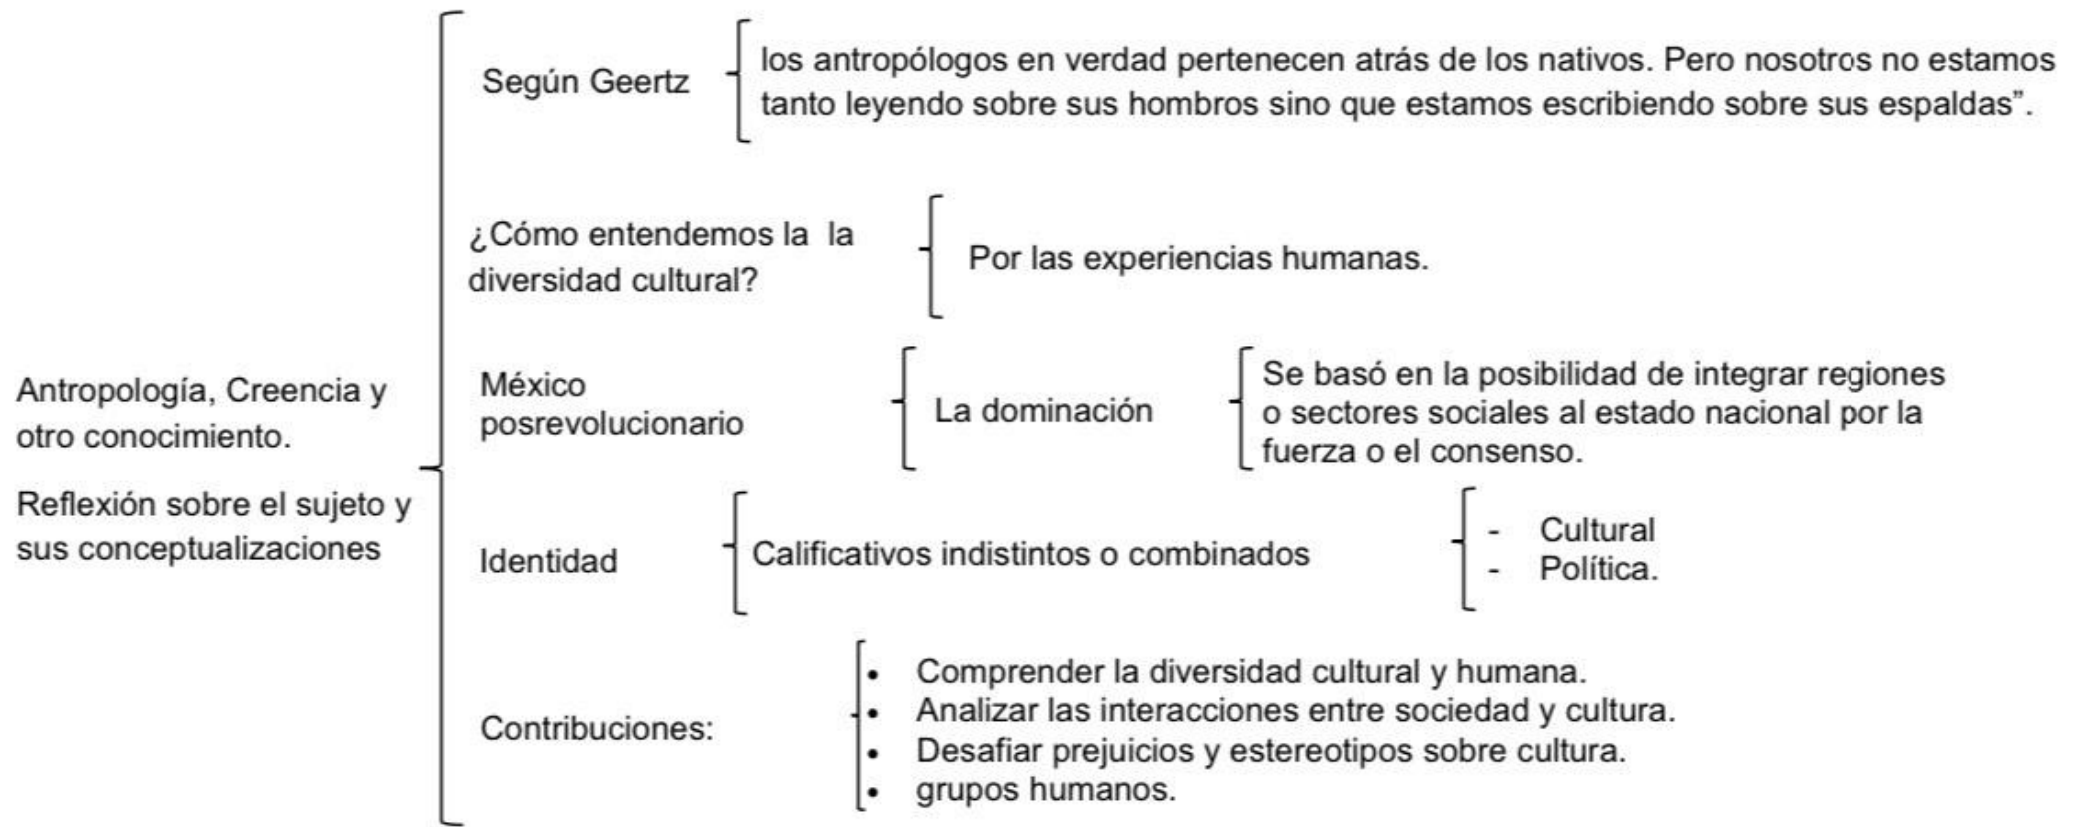 Antropología, Creencia y
otro conocimiento.
Reflexión sobre el sujeto y
sus conceptualizaciones
Según Geertz
los antropólogos en verdad pertenecen atrás de los nativos. Pero nosotros no estamos
tanto leyendo sobre sus hombros sino que estamos escribiendo sobre sus espaldas”.
¿Cómo entendemos la  la
diversidad cultural?
Por las experiencias humanas.
México
posrevolucionario
La dominación
Se basó en la posibilidad de integrar regiones
o sectores sociales al estado nacional por la
fuerza o el consenso.
Identidad
Calificativos indistintos o combinados
- Cultural
- Política.
Contribuciones:
• Comprender la diversidad cultural y humana.
• Analizar las interacciones entre sociedad y cultura.
• Desafiar prejuicios y estereotipos sobre cultura.
• grupos humanos.